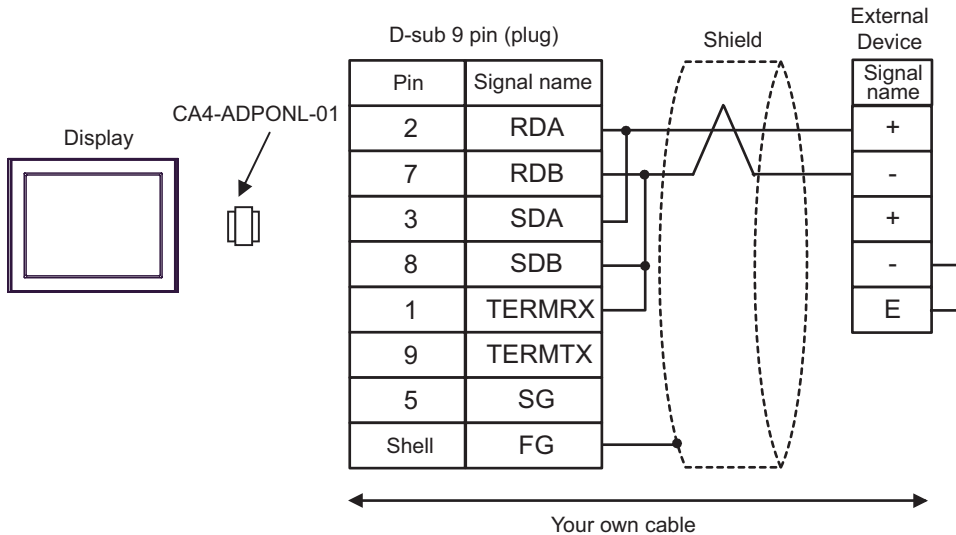 External
Device
D-sub 9 pin (plug)
Shield
Pin Signal name
Signal
name
CA4-ADPONL-01
Display
2 RDA +
7 RDB -
3 SDA +
8 SDB -
1 TERMRX E
9 TERMTX
5 SG
Shell FG
Your own cable